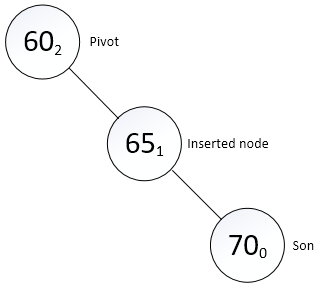 60₂ Pivot
65₁ Inserted node
70₀ Son